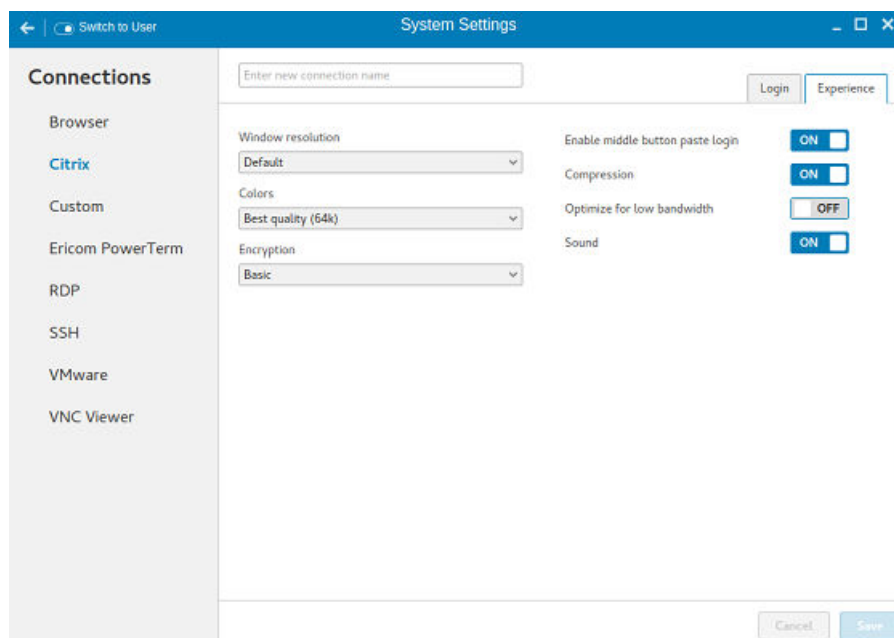 Switch to User
System Settings
Connections
Browser
Citrix
Custom
Ericom PowerTerm
RDP
SSH
VMware
VNC Viewer
Enter new connection name
Login
Experience
Window resolution
Default
Colors
Best quality (64k)
Encryption
Basic
Enable middle button paste login
ON
Compression
ON
Optimize for low bandwidth
OFF
Sound
ON
Cancel
Save